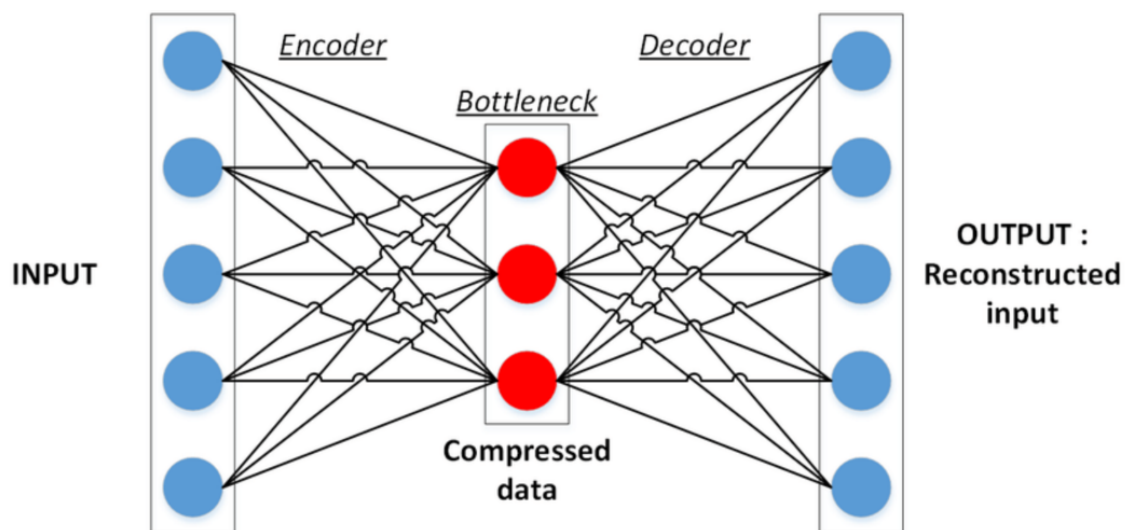 Encoder
Decoder
Bottleneck
INPUT
OUTPUT :
Reconstructed
input
Compressed
data